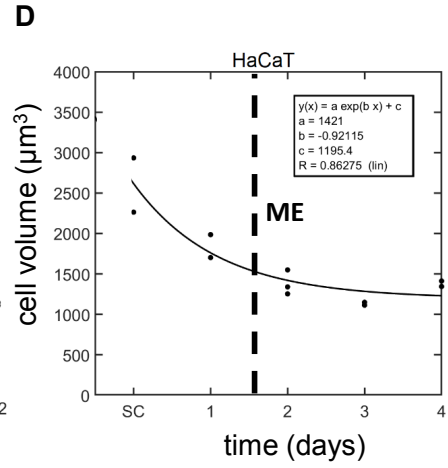 D
HaCaT
4000
3500
3000
2500
2000
1500
1000
500
0
cell volume (μm³)
y(x) = a exp(b x) + c
a = 1421
b = -0.92115
c = 1195.4
R = 0.86275 (lin)
ME
2
SC 1 2 3 4
time (days)